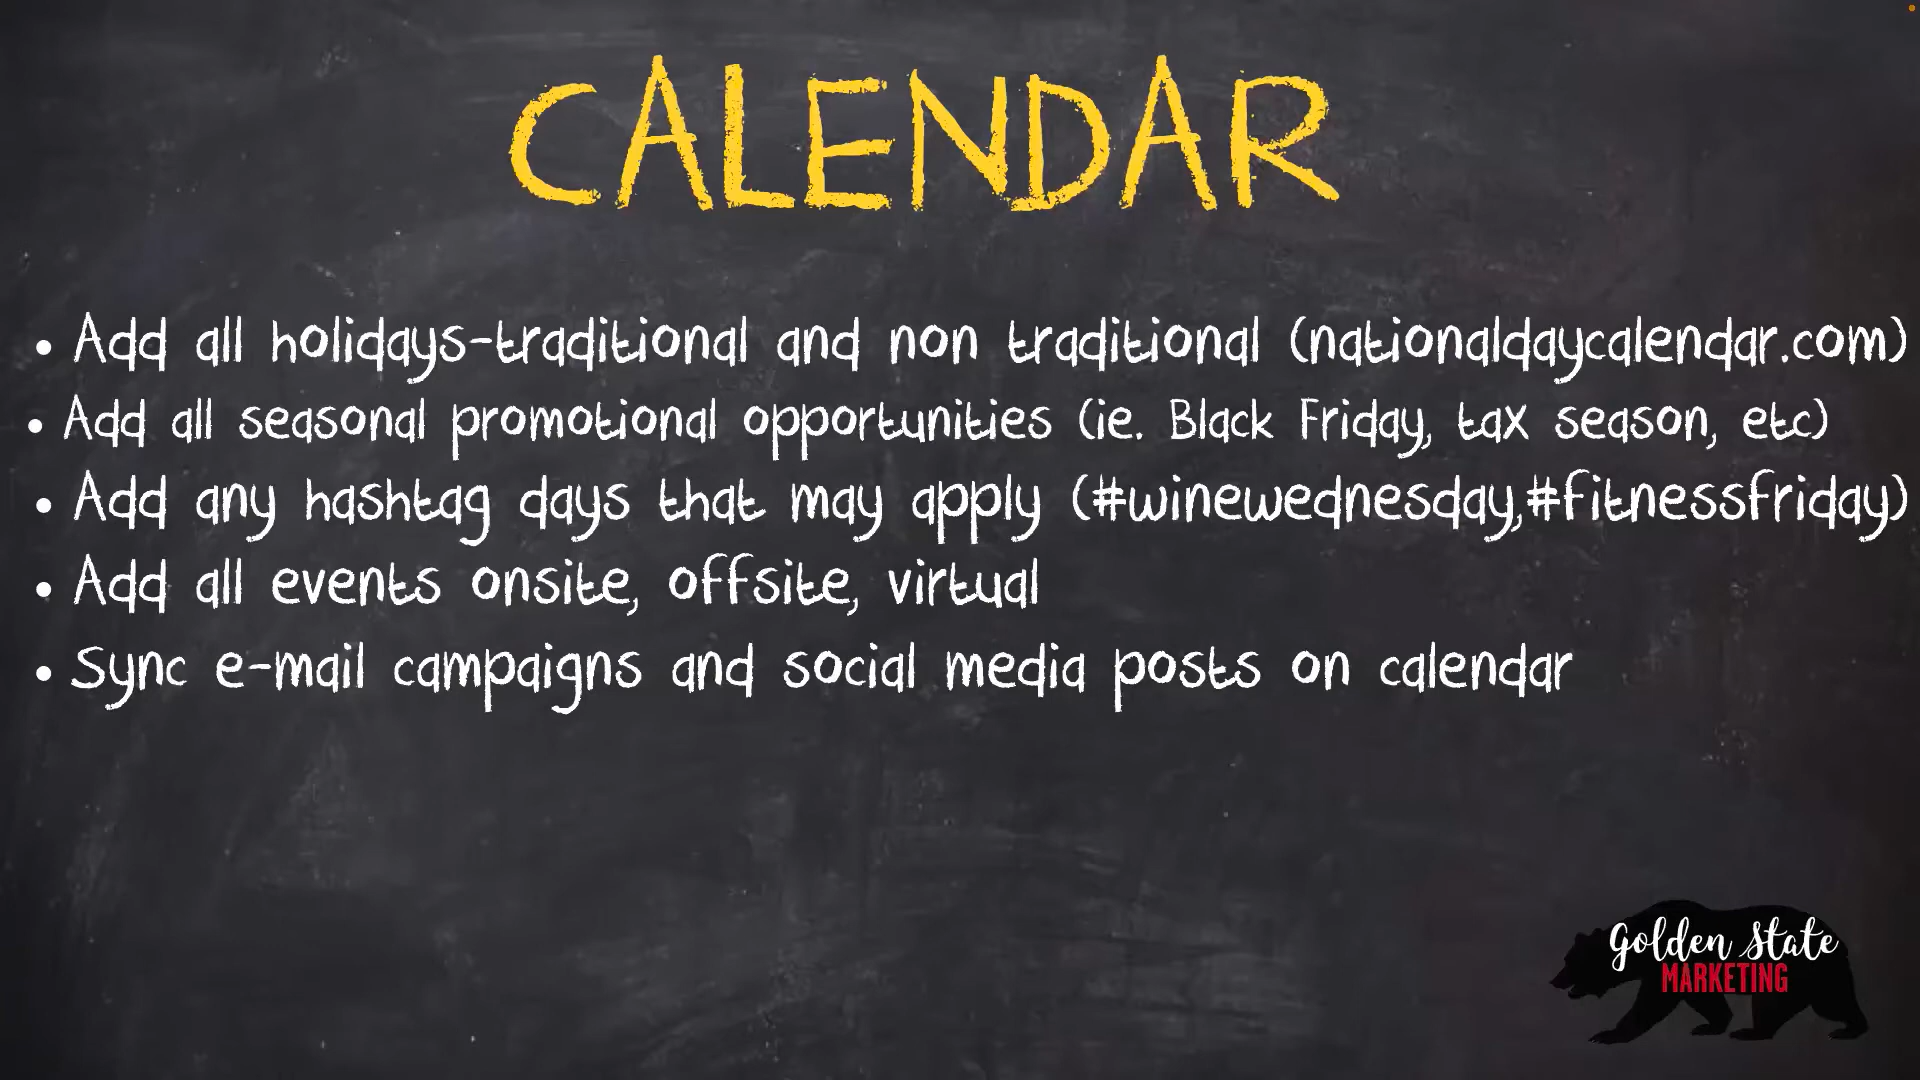 CALENDAR
• Add all holidays-traditional and non traditional (nationaldaycalendar.com)
• Add all seasonal promotional opportunities (ie. Black Friday, tax season, etc)
• Add any hashtag days that may apply (#winewednesday,#fitnessfriday)
• Add all events onsite, offsite, virtual
• Sync e-mail campaigns and social media posts on calendar
Golden State
MARKETING